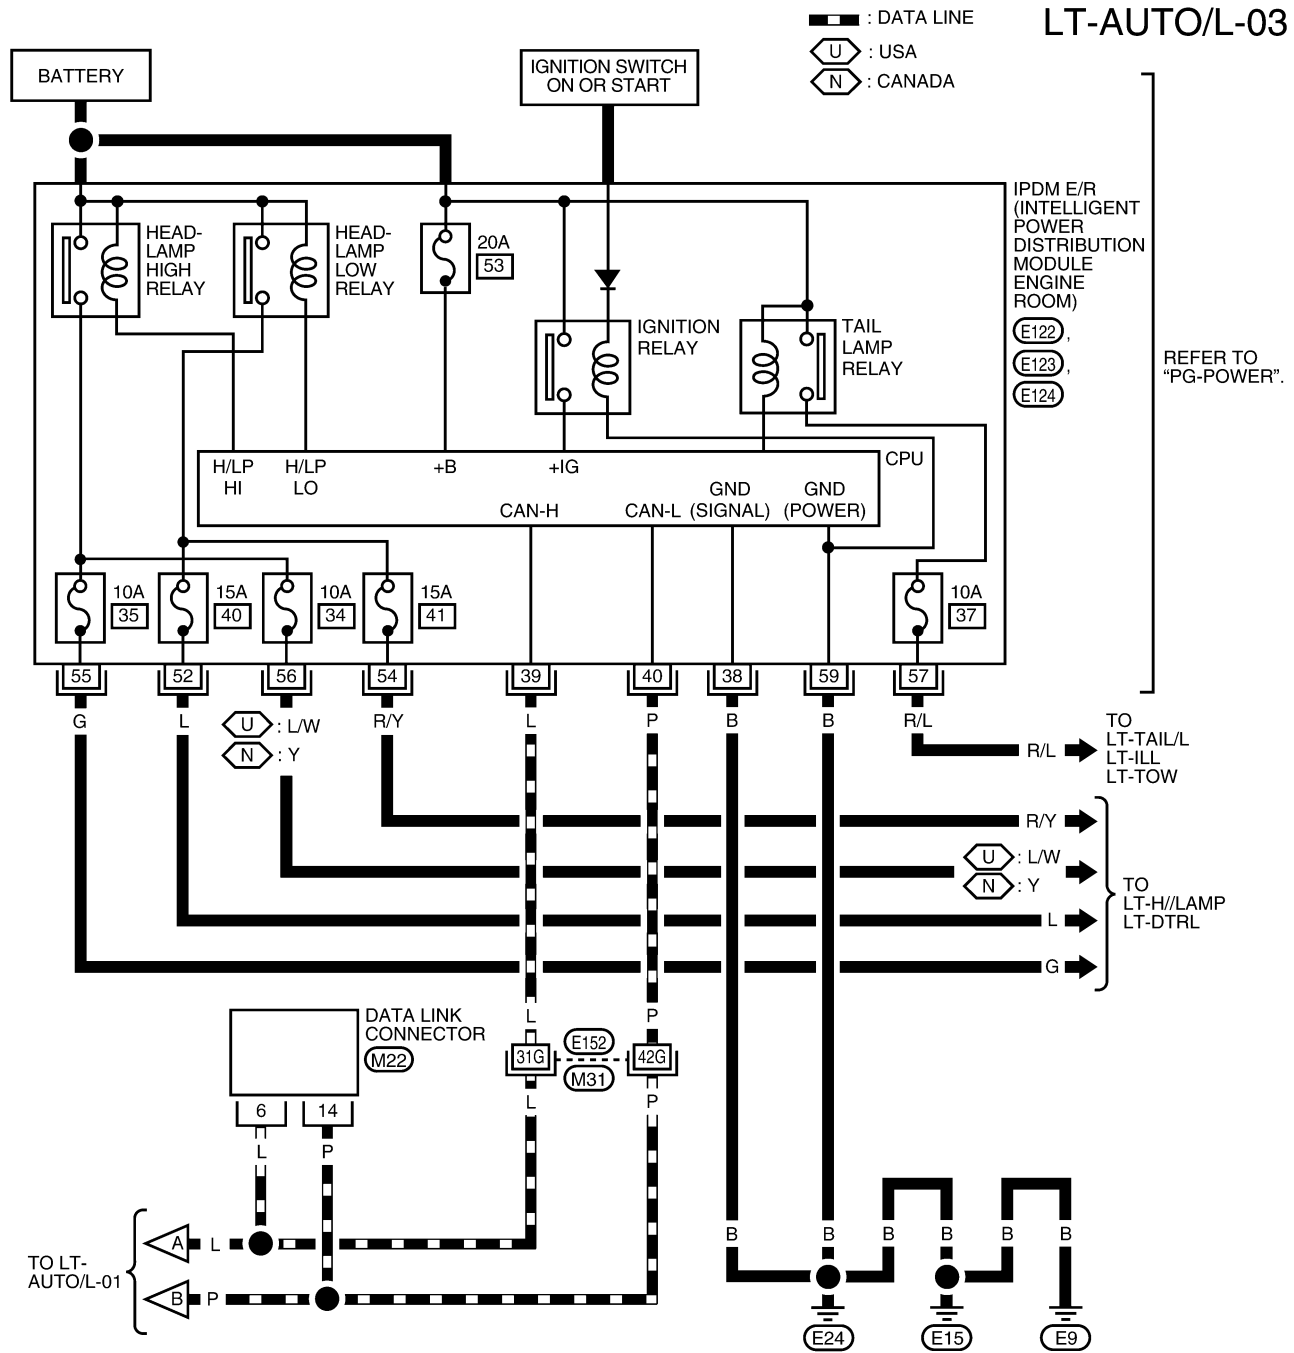 : DATA LINE
U : USA
N : CANADA
LT-AUTO/L-03
BATTERY
IGNITION SWITCH
ON OR START
IPDM E/R
(INTELLIGENT
POWER
DISTRIBUTION
MODULE
ENGINE
ROOM)
E122 ,
E123 ,
E124
REFER TO
“PG-POWER”.
HEAD-
LAMP
HIGH
RELAY
HEAD-
LAMP
LOW
RELAY
20A
53
IGNITION
RELAY
TAIL
LAMP
RELAY
H/LP
HI
H/LP
LO
+B
+IG
CPU
CAN-H
CAN-L
GND
(SIGNAL)
GND
(POWER)
10A
35
15A
40
10A
34
15A
41
10A
37
55
52
56
54
39
40
38
59
57
G
L
U : L/W
N : Y
R/Y
L
P
B
B
R/L
R/L
TO
LT-TAIL/L
LT-ILL
LT-TOW
R/Y
U : L/W
N : Y
L
G
TO
LT-H//LAMP
LT-DTRL
DATA LINK
CONNECTOR
M22
6
14
L
P
L
P
31G
E152
M31
42G
L
P
TO LT-
AUTO/L-01
A L
B P
B
B
B
B
B
B
E24
E15
E9